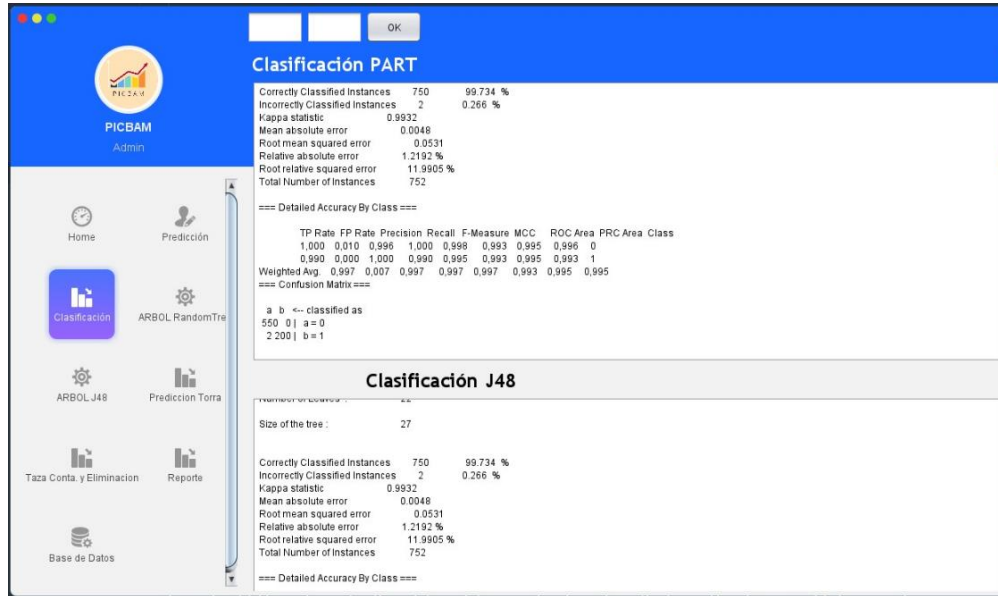 OK
PICBAM
PICBAM
Admin
Home
Predicción
Clasificación
ARBOL RandomTre
ARBOL J48
Prediccion Torra
Taza Conta. y Eliminacion
Reporte
Base de Datos
Clasificación PART
Correctly Classified Instances 750 99.734 %
Incorrectly Classified Instances 2 0.266 %
Kappa statistic 0.9932
Mean absolute error 0.0048
Root mean squared error 0.0531
Relative absolute error 1.2192 %
Root relative squared error 11.9905 %
Total Number of Instances 752
=== Detailed Accuracy By Class ===
TP Rate FP Rate Precision Recall F-Measure MCC ROC Area PRC Area Class
1,000 0,010 0,996 1,000 0,998 0,993 0,995 0,996 0
0,990 0,000 1,000 0,990 0,995 0,993 0,995 0,993 1
Weighted Avg. 0,997 0,007 0,997 0,997 0,997 0,993 0,995 0,995
=== Confusion Matrix ===
a b <-- classified as
550 0 | a = 0
2 200 | b = 1
Clasificación J48
Number of Leaves : 22
Size of the tree : 27
Correctly Classified Instances 750 99.734 %
Incorrectly Classified Instances 2 0.266 %
Kappa statistic 0.9932
Mean absolute error 0.0048
Root mean squared error 0.0531
Relative absolute error 1.2192 %
Root relative squared error 11.9905 %
Total Number of Instances 752
=== Detailed Accuracy By Class ===